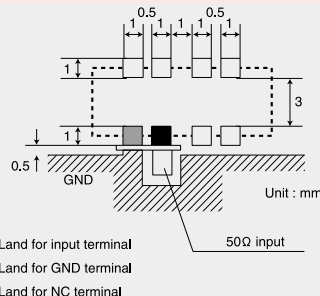 0.5 0.5
1 1 1 1 1
1
3
1
0.5
GND
Unit : mm
50Ω input
Land for input terminal
Land for GND terminal
Land for NC terminal